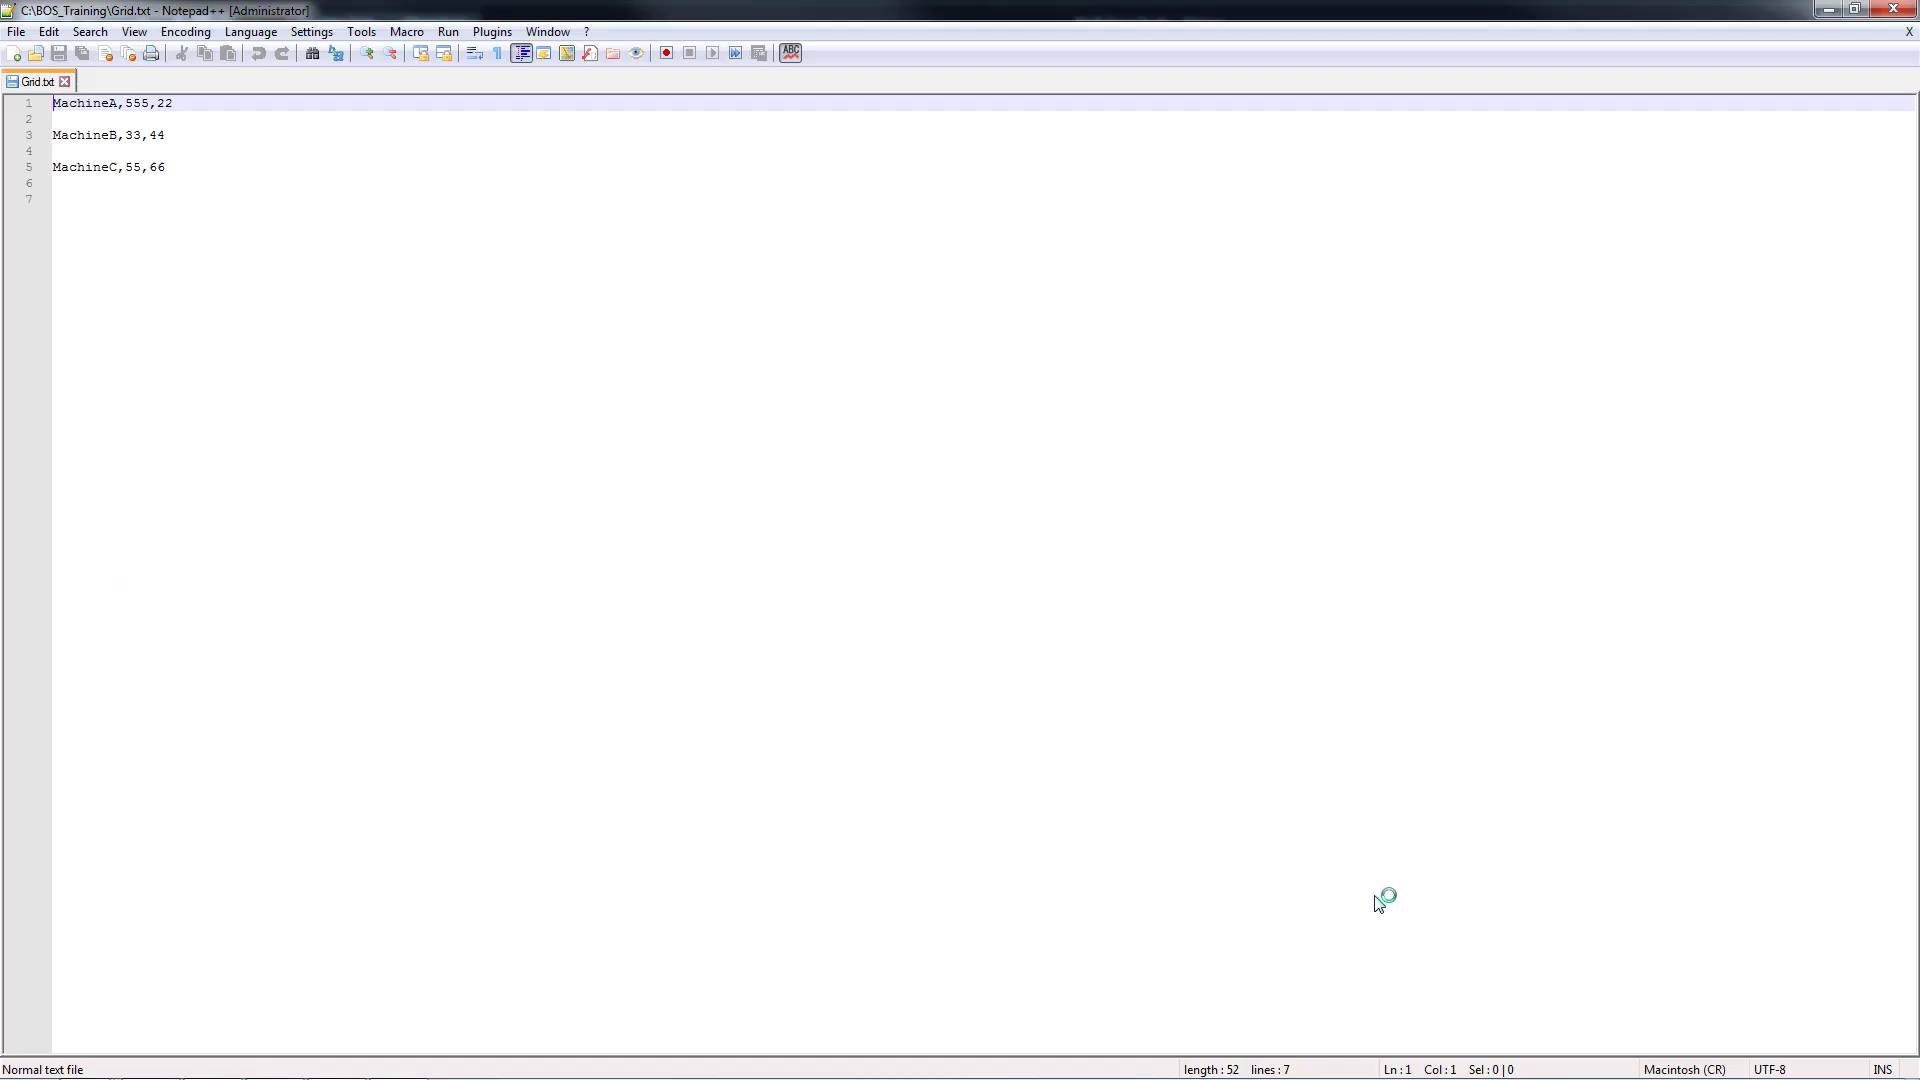 C:\BOS_Training\Grid.txt - Notepad++ [Administrator]
File Edit Search View Encoding Language Settings Tools Macro Run Plugins Window ? X
ABC
Grid.txt
1 MachineA,555,22
2
3 MachineB,33,44
4
5 MachineC,55,66
6
7
Normal text file length : 52 lines : 7 Ln : 1 Col : 1 Sel : 0 | 0 Macintosh (CR) UTF-8 INS